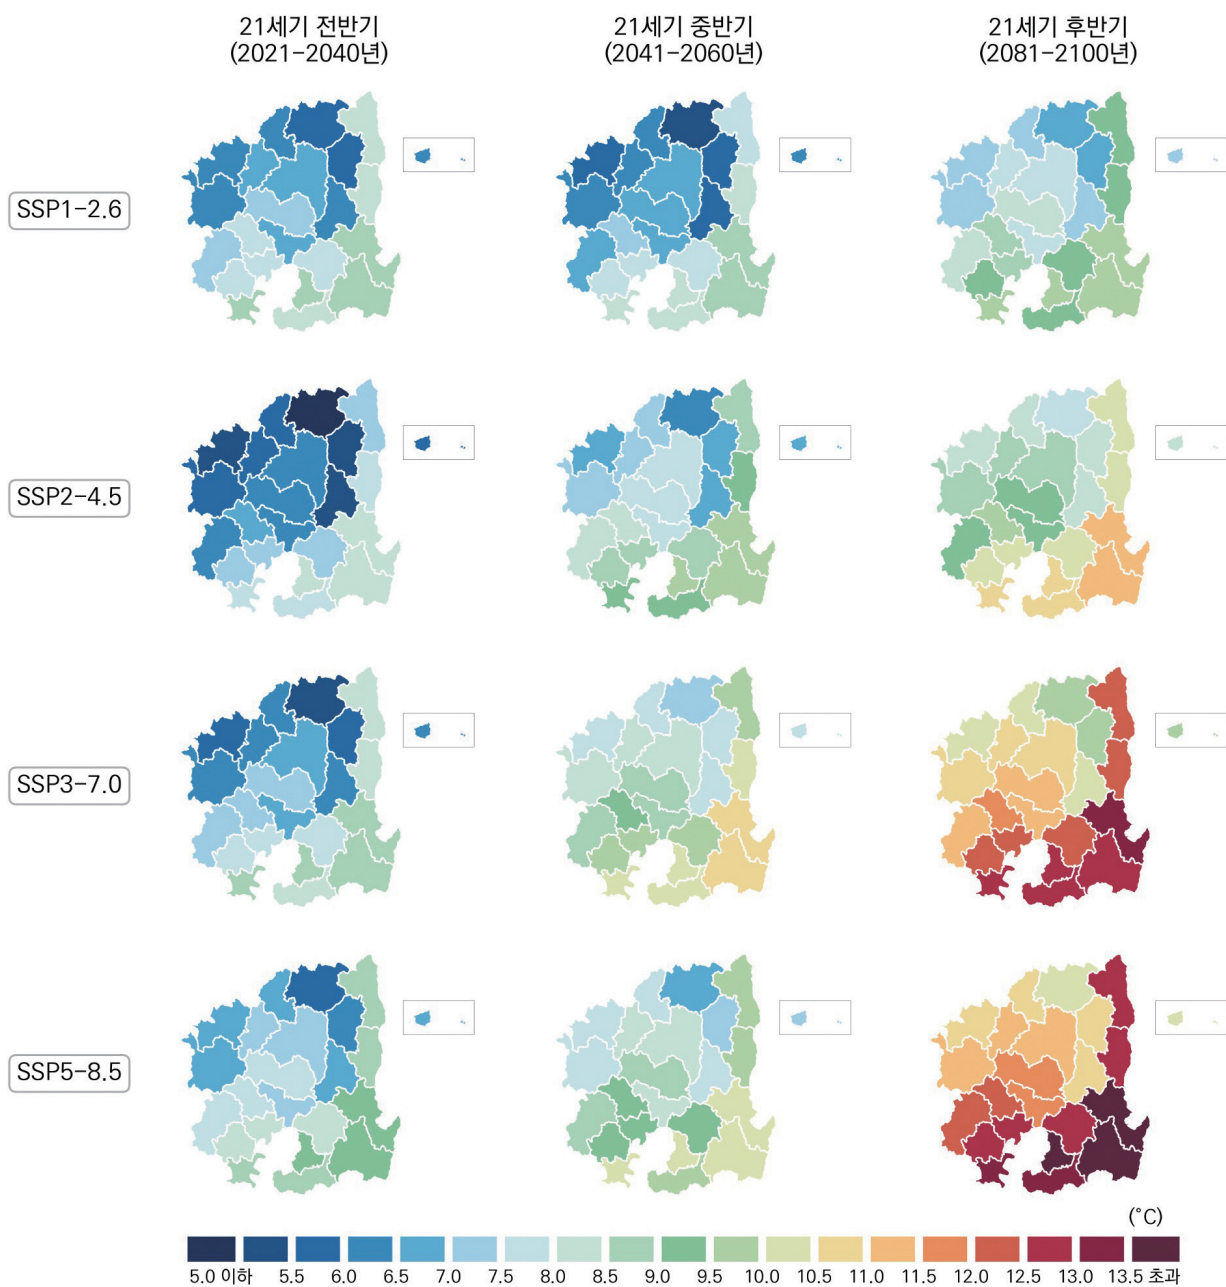 21세기 전반기
(2021-2040년)
21세기 중반기
(2041-2060년)
21세기 후반기
(2081-2100년)
SSP1-2.6
SSP2-4.5
SSP3-7.0
SSP5-8.5
(°C)
5.0 이하 5.5 6.0 6.5 7.0 7.5 8.0 8.5 9.0 9.5 10.0 10.5 11.0 11.5 12.0 12.5 13.0 13.5 초과